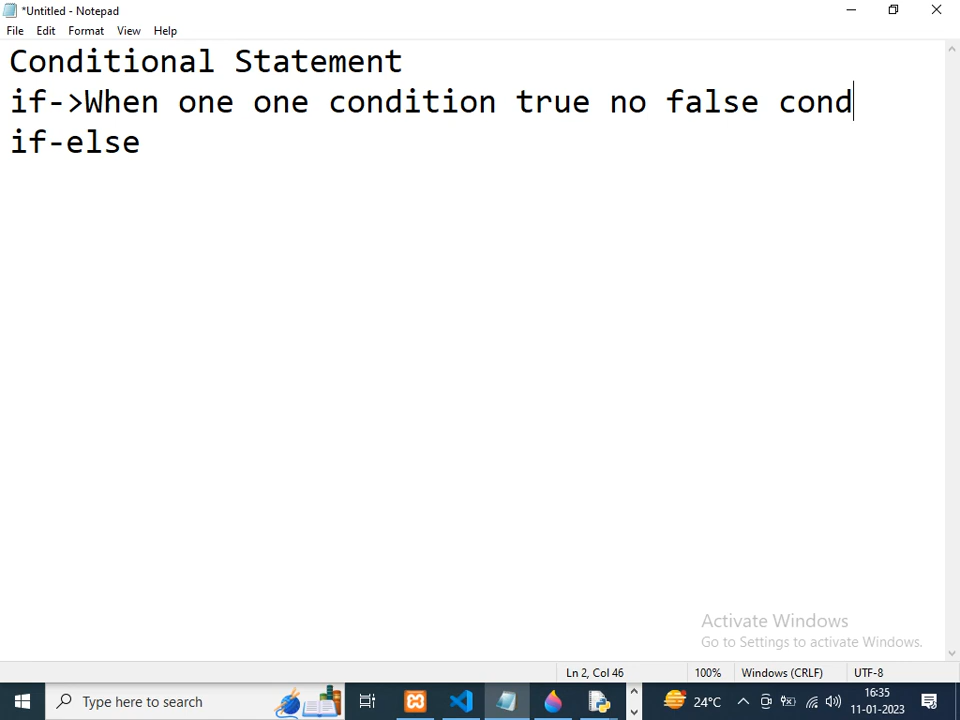 *Untitled - Notepad
File Edit Format View Help
Conditional Statement
if->When one one condition true no false cond
if-else
Activate Windows
Go to Settings to activate Windows.
Ln 2, Col 46 100% Windows (CRLF) UTF-8
Type here to search 24°C 16:35
11-01-2023